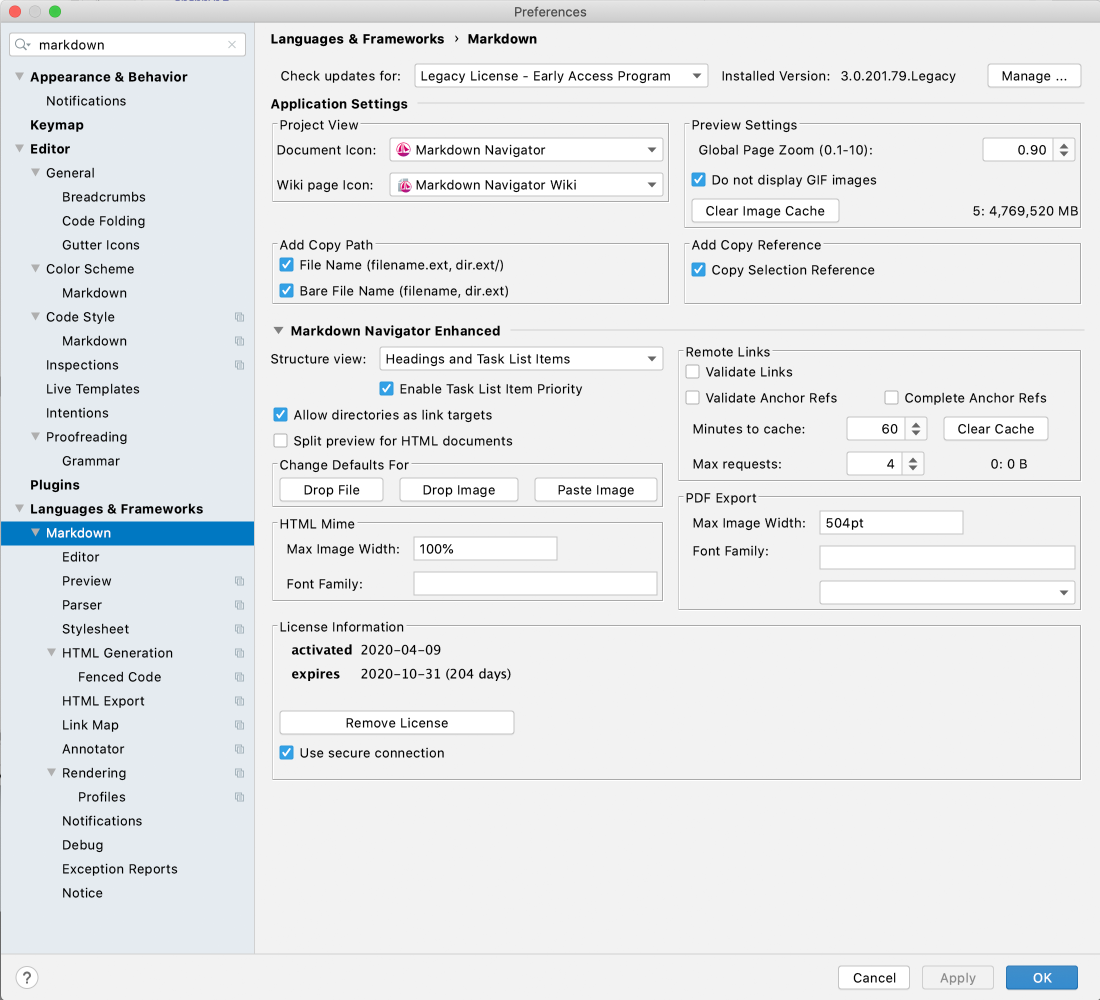 Preferences
markdown
Appearance & Behavior
Notifications
Keymap
Editor
General
Breadcrumbs
Code Folding
Gutter Icons
Color Scheme
Markdown
Code Style
Markdown
Inspections
Live Templates
Intentions
Proofreading
Grammar
Plugins
Languages & Frameworks
Markdown
Editor
Preview
Parser
Stylesheet
HTML Generation
Fenced Code
HTML Export
Link Map
Annotator
Rendering
Profiles
Notifications
Debug
Exception Reports
Notice
Languages & Frameworks › Markdown
Check updates for: Legacy License - Early Access Program Installed Version: 3.0.201.79.Legacy Manage ...
Application Settings
Project View
Document Icon: Markdown Navigator
Wiki page Icon: Markdown Navigator Wiki
Preview Settings
Global Page Zoom (0.1-10): 0.90
Do not display GIF images
Clear Image Cache 5: 4,769,520 MB
Add Copy Path
File Name (filename.ext, dir.ext/)
Bare File Name (filename, dir.ext)
Add Copy Reference
Copy Selection Reference
Markdown Navigator Enhanced
Structure view: Headings and Task List Items
Enable Task List Item Priority
Allow directories as link targets
Split preview for HTML documents
Change Defaults For
Drop File Drop Image Paste Image
HTML Mime
Max Image Width: 100%
Font Family:
Remote Links
Validate Links
Validate Anchor Refs Complete Anchor Refs
Minutes to cache: 60 Clear Cache
Max requests: 4 0: 0 B
PDF Export
Max Image Width: 504pt
Font Family:
License Information
activated 2020-04-09
expires 2020-10-31 (204 days)
Remove License
Use secure connection
? Cancel Apply OK